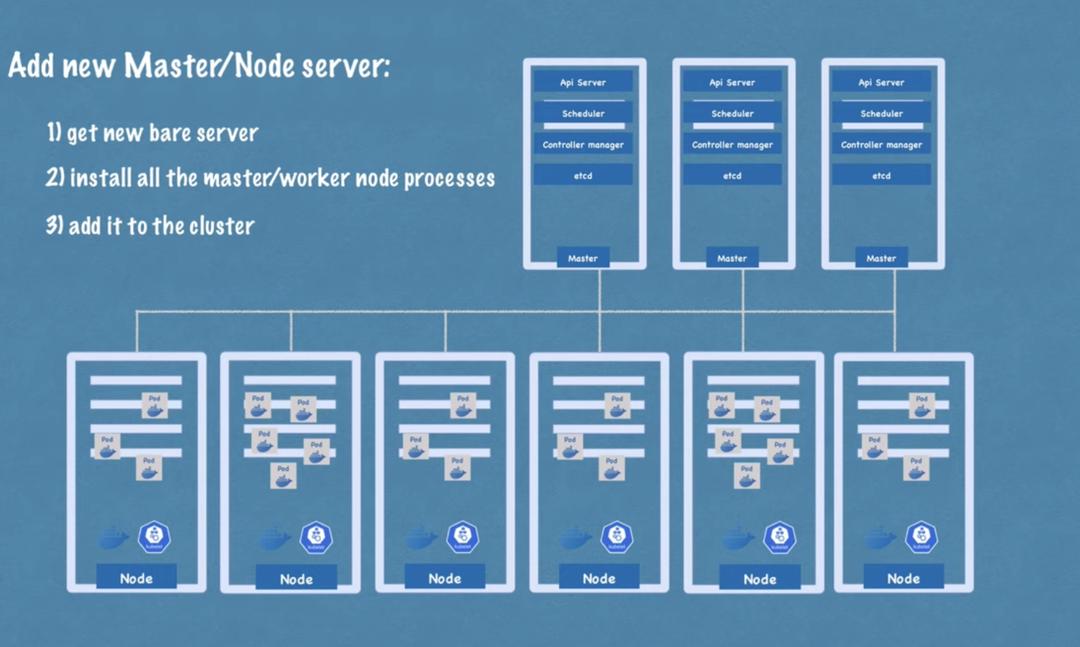 Add new Master/Node server:
1) get new bare server
2) install all the master/worker node processes
3) add it to the cluster
Api Server
Scheduler
Controller manager
etcd
Master
Api Server
Scheduler
Controller manager
etcd
Master
Api Server
Scheduler
Controller manager
etcd
Master
Pod
Pod
Pod
kubelet
Node
Pod
Pod
Pod
Pod
Pod
kubelet
Node
Pod
Pod
Pod
kubelet
Node
Pod
Pod
Pod
kubelet
Node
Pod
Pod
Pod
Pod
Pod
kubelet
Node
Pod
Pod
Pod
kubelet
Node